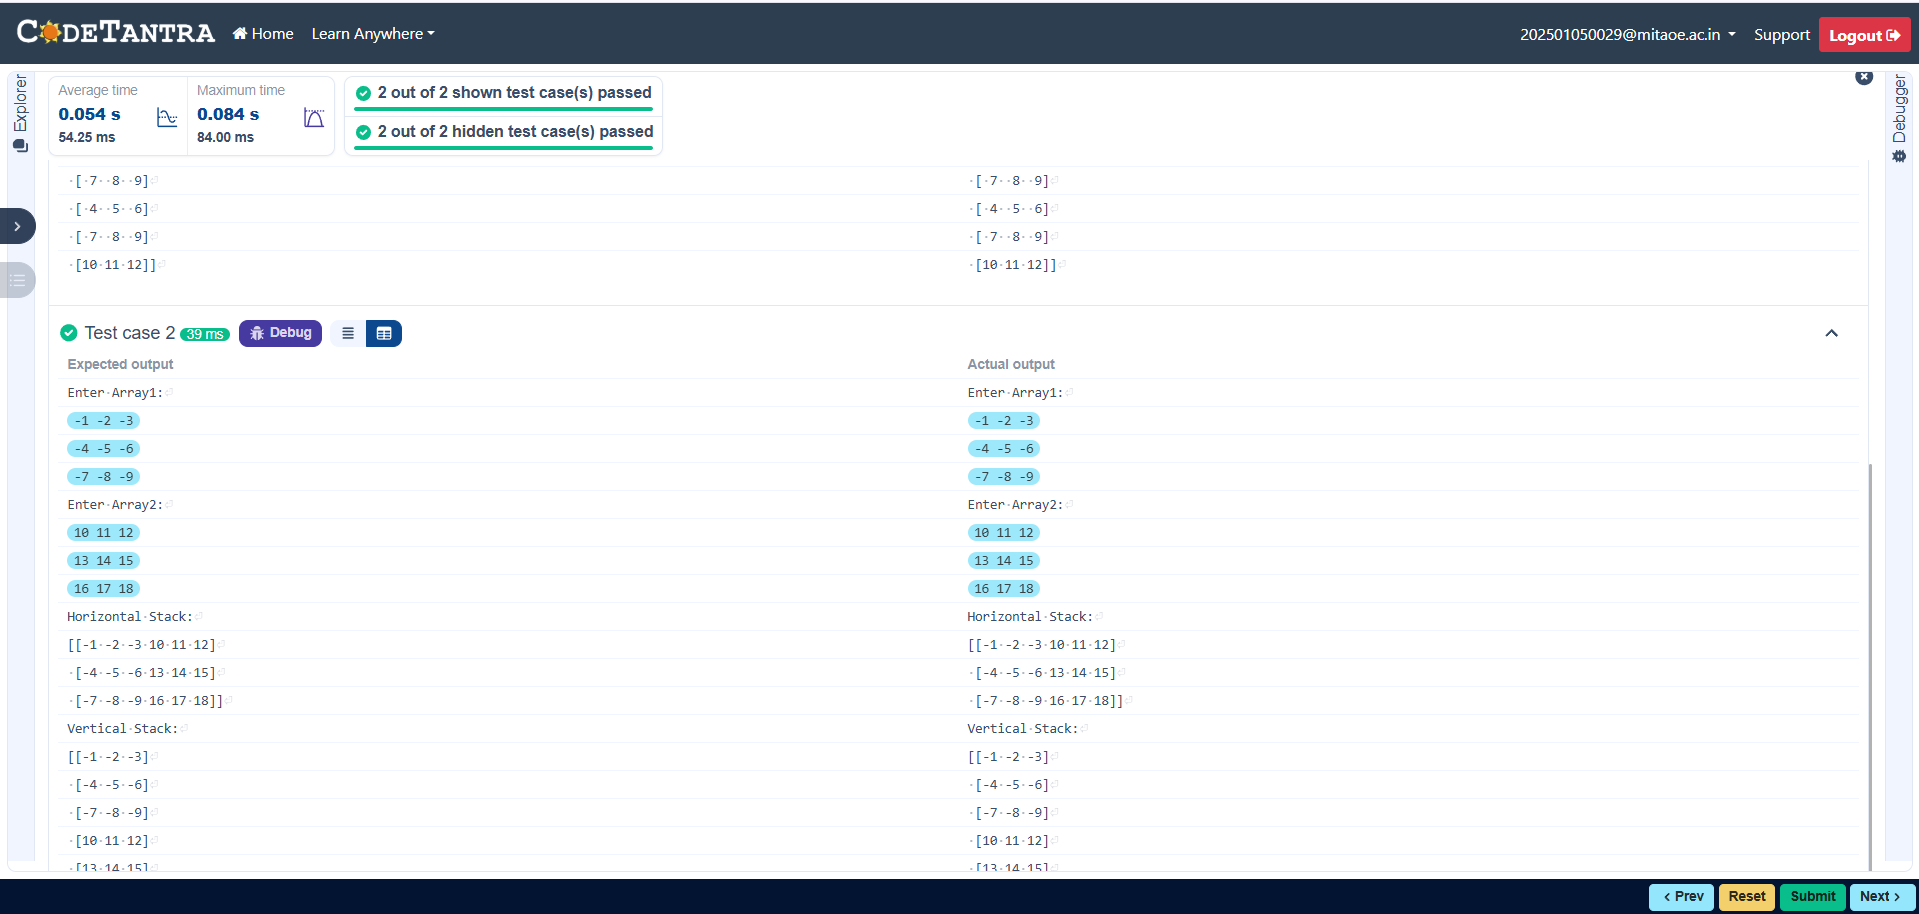 CODETANTRA Home Learn Anywhere 202501050029@mitaoe.ac.in Support Logout
Explorer
Debugger
Average time
0.054 s
54.25 ms
Maximum time
0.084 s
84.00 ms
2 out of 2 shown test case(s) passed
2 out of 2 hidden test case(s) passed
·[·7··8··9] ·[·7··8··9]
·[·4··5··6] ·[·4··5··6]
·[·7··8··9] ·[·7··8··9]
·[10·11·12]] ·[10·11·12]]
Test case 2 39 ms Debug
Expected output Actual output
Enter·Array1: Enter·Array1:
-1 -2 -3 -1 -2 -3
-4 -5 -6 -4 -5 -6
-7 -8 -9 -7 -8 -9
Enter·Array2: Enter·Array2:
10 11 12 10 11 12
13 14 15 13 14 15
16 17 18 16 17 18
Horizontal·Stack: Horizontal·Stack:
[[-1·-2·-3·10·11·12] [[-1·-2·-3·10·11·12]
·[-4·-5·-6·13·14·15] ·[-4·-5·-6·13·14·15]
·[-7·-8·-9·16·17·18]] ·[-7·-8·-9·16·17·18]]
Vertical·Stack: Vertical·Stack:
[[-1·-2·-3] [[-1·-2·-3]
·[-4·-5·-6] ·[-4·-5·-6]
·[-7·-8·-9] ·[-7·-8·-9]
·[10·11·12] ·[10·11·12]
·[13·14·15] ·[13·14·15]
Prev Reset Submit Next